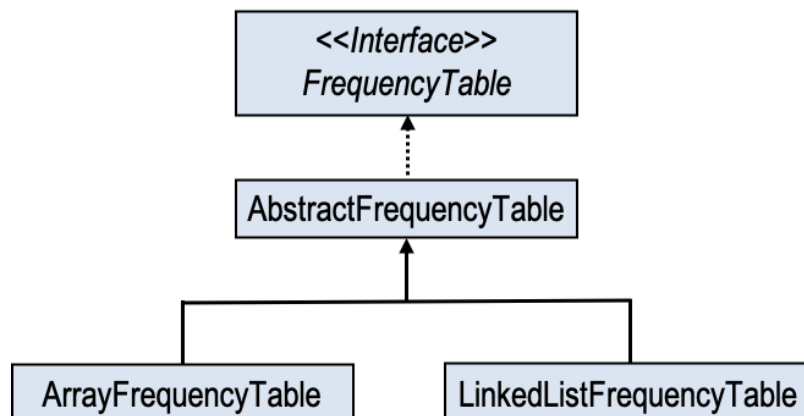 <<Interface>>
FrequencyTable
AbstractFrequencyTable
ArrayFrequencyTable
LinkedListFrequencyTable